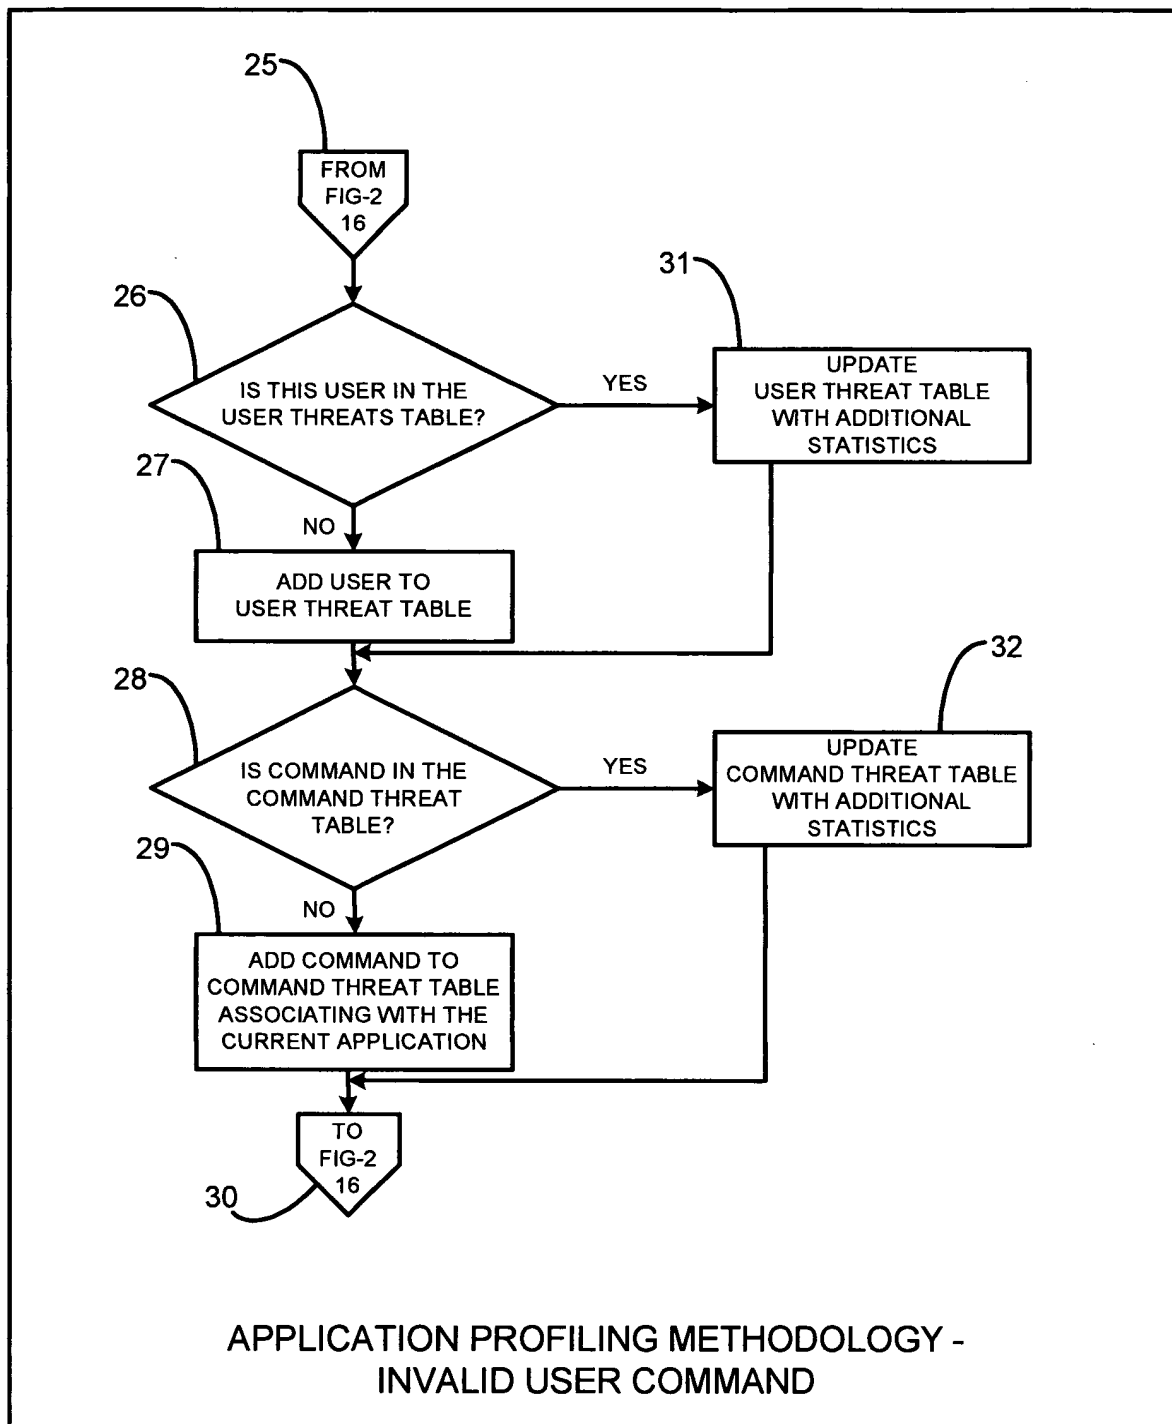 25
FROM
FIG-2
16
26
IS THIS USER IN THE
USER THREATS TABLE?
YES
31
UPDATE
USER THREAT TABLE
WITH ADDITIONAL
STATISTICS
NO
27
ADD USER TO
USER THREAT TABLE
28
IS COMMAND IN THE
COMMAND THREAT
TABLE?
YES
32
UPDATE
COMMAND THREAT TABLE
WITH ADDITIONAL
STATISTICS
NO
29
ADD COMMAND TO
COMMAND THREAT TABLE
ASSOCIATING WITH THE
CURRENT APPLICATION
TO
FIG-2
16
30
APPLICATION PROFILING METHODOLOGY -
INVALID USER COMMAND